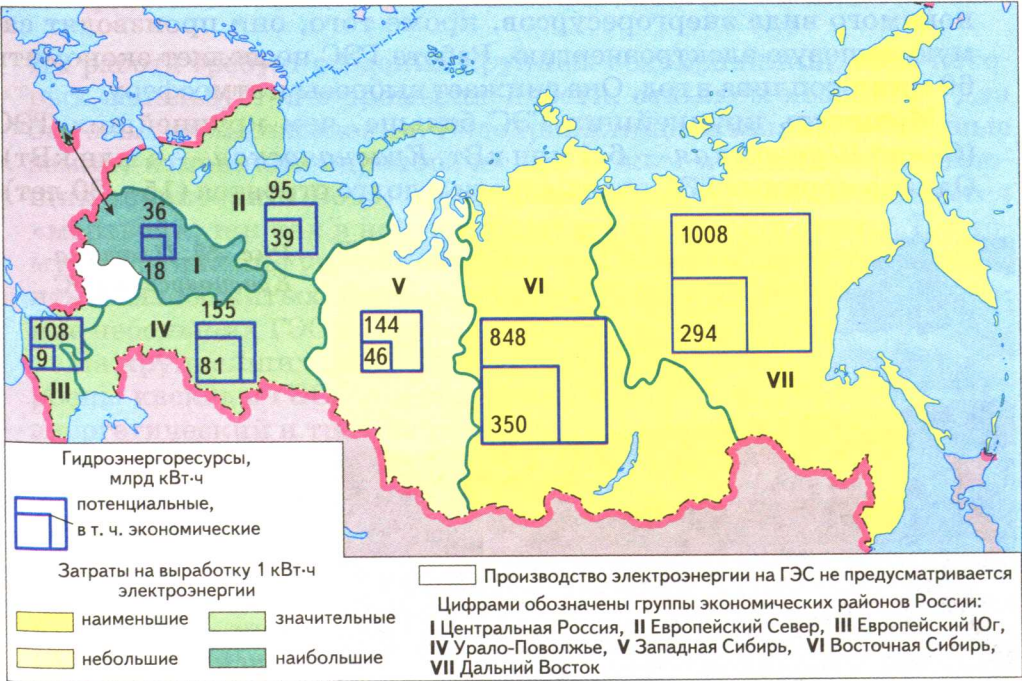 36
18
I
II
95
39
108
9
III
IV
155
81
V
144
46
VI
848
350
1008
294
VII
Гидроэнергоресурсы,
млрд кВт·ч
потенциальные,
в т. ч. экономические
Затраты на выработку 1 кВт·ч
электроэнергии
наименьшие
значительные
небольшие
наибольшие
Производство электроэнергии на ГЭС не предусматривается
Цифрами обозначены группы экономических районов России:
I Центральная Россия, II Европейский Север, III Европейский Юг,
IV Урало-Поволжье, V Западная Сибирь, VI Восточная Сибирь,
VII Дальний Восток